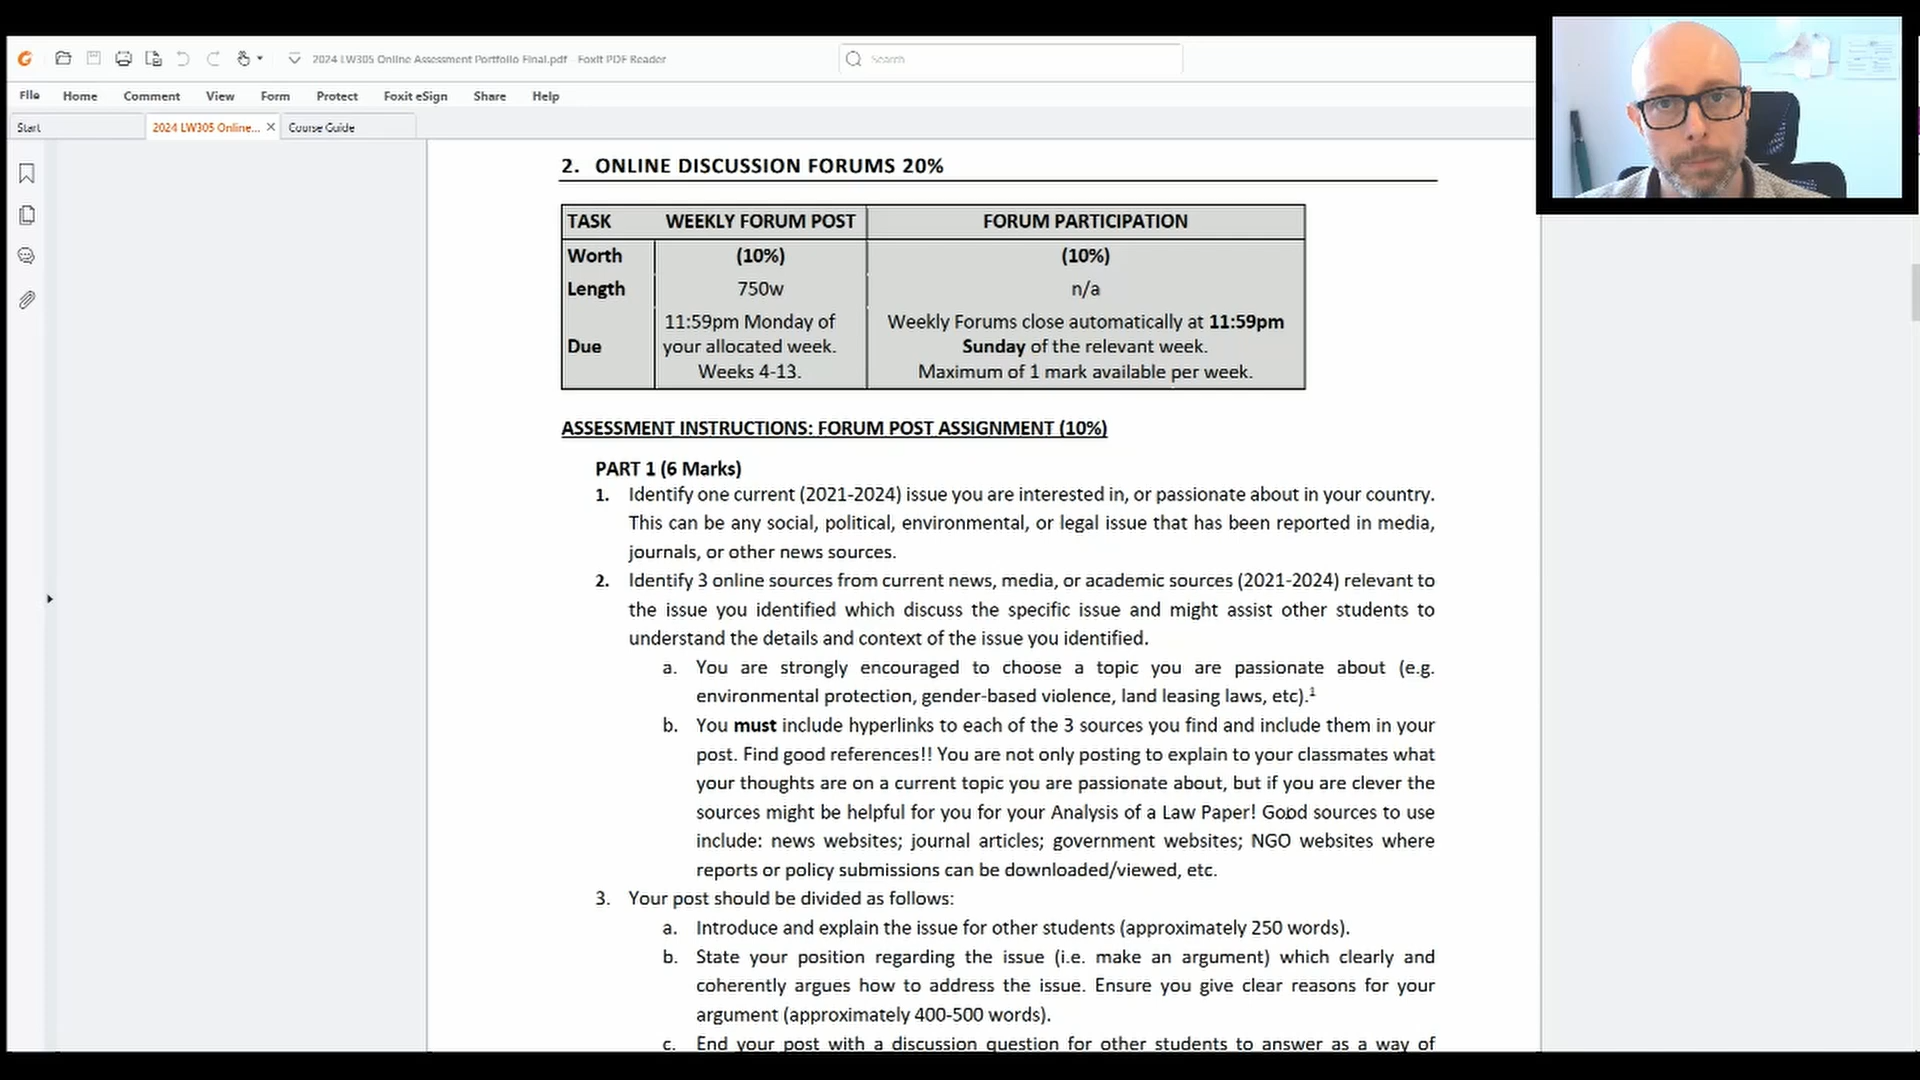 2024 LW305 Online Assessment Portfolio Final.pdf - Foxit PDF Reader
Search
File Home Comment View Form Protect Foxit eSign Share Help
Start 2024 LW305 Online... Course Guide
2. ONLINE DISCUSSION FORUMS 20%
TASK WEEKLY FORUM POST FORUM PARTICIPATION
Worth (10%) (10%)
Length 750w n/a
Due 11:59pm Monday of your allocated week. Weeks 4-13. Weekly Forums close automatically at 11:59pm Sunday of the relevant week. Maximum of 1 mark available per week.
ASSESSMENT INSTRUCTIONS: FORUM POST ASSIGNMENT (10%)
PART 1 (6 Marks)
1. Identify one current (2021-2024) issue you are interested in, or passionate about in your country.
This can be any social, political, environmental, or legal issue that has been reported in media,
journals, or other news sources.
2. Identify 3 online sources from current news, media, or academic sources (2021-2024) relevant to
the issue you identified which discuss the specific issue and might assist other students to
understand the details and context of the issue you identified.
a. You are strongly encouraged to choose a topic you are passionate about (e.g.
environmental protection, gender-based violence, land leasing laws, etc).¹
b. You must include hyperlinks to each of the 3 sources you find and include them in your
post. Find good references!! You are not only posting to explain to your classmates what
your thoughts are on a current topic you are passionate about, but if you are clever the
sources might be helpful for you for your Analysis of a Law Paper! Good sources to use
include: news websites; journal articles; government websites; NGO websites where
reports or policy submissions can be downloaded/viewed, etc.
3. Your post should be divided as follows:
a. Introduce and explain the issue for other students (approximately 250 words).
b. State your position regarding the issue (i.e. make an argument) which clearly and
coherently argues how to address the issue. Ensure you give clear reasons for your
argument (approximately 400-500 words).
c. End your post with a discussion question for other students to answer as a way of